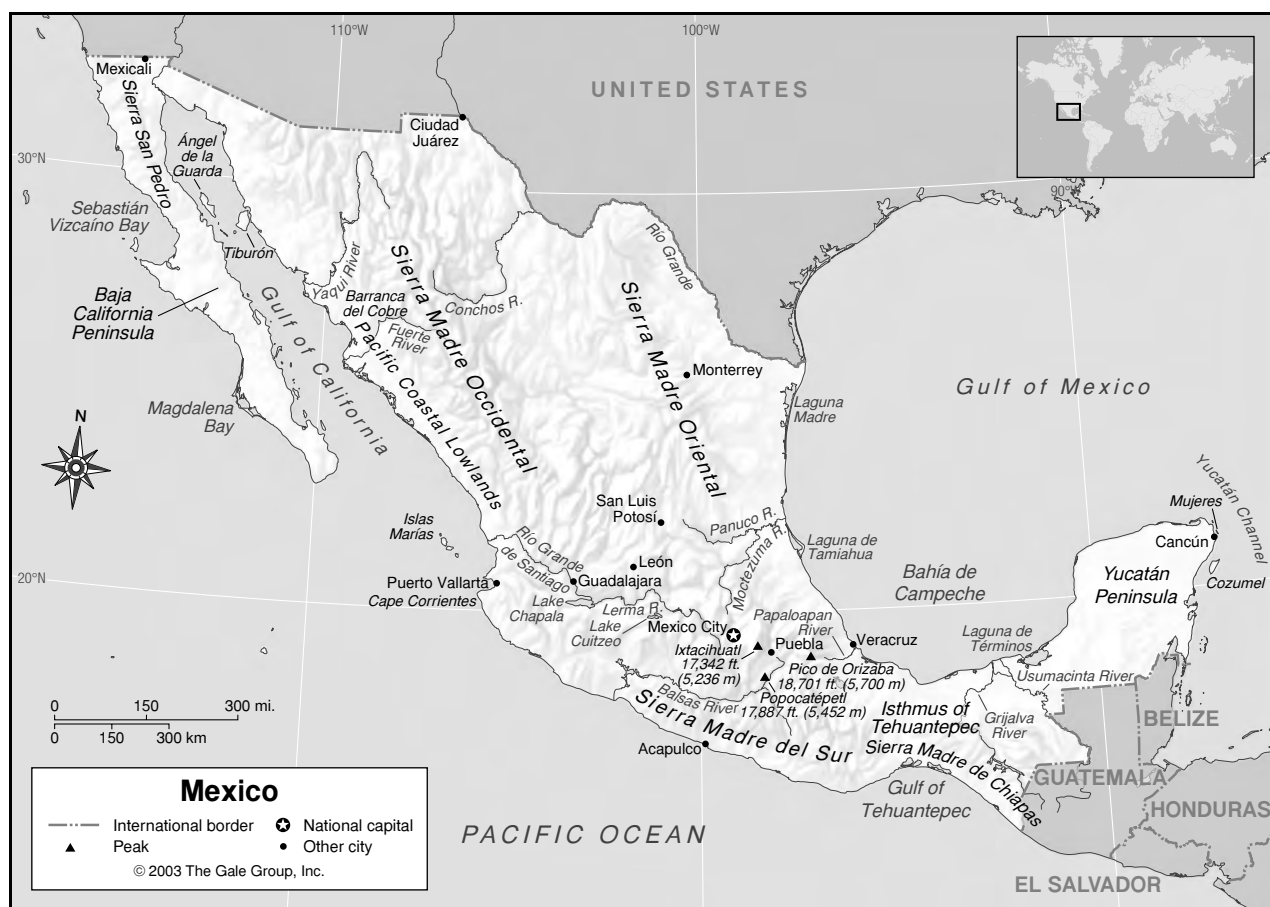 110°W
100°W
Mexicali
UNITED STATES
Ciudad
Juárez
Sierra San Pedro
Ángel
de la
Guarda
30°N
90°W
Sebastián
Vizcaíno Bay
Tiburón
Río Grande
Yaqui River
Sierra Madre Occidental
Sierra Madre Oriental
Baja
California
Peninsula
Gulf of California
Barranca
del Cobre
Conchos R.
Fuerte
River
Pacific Coastal Lowlands
Monterrey
Gulf of Mexico
Laguna
Madre
Magdalena
Bay
N
Yucatán Channel
San Luis
Potosí
Panuco R.
Mujeres
Islas
Marías
Laguna de
Tamiahua
Cancún
Río Grande
de Santiago
León
Moctezuma R.
20°N
Puerto Vallarta
Guadalajara
Bahía de
Campeche
Yucatán
Peninsula
Cozumel
Cape Corrientes
Lake
Chapala
Lerma R.
Lake
Cuitzeo
Papaloapan
River
Mexico City
Puebla
Veracruz
Laguna de
Términos
Ixtacihuatl
17,342 ft.
(5,236 m)
Pico de Orizaba
18,701 ft. (5,700 m)
Usumacinta River
Popocatépetl
17,887 ft. (5,452 m)
Balsas River
Isthmus of
Tehuantepec
Grijalva
River
BELIZE
0 150 300 mi.
0 150 300 km
Sierra Madre del Sur
Acapulco
Sierra Madre de Chiapas
GUATEMALA
Gulf of
Tehuantepec
HONDURAS
PACIFIC OCEAN
EL SALVADOR
Mexico
International border
National capital
Peak
Other city
© 2003 The Gale Group, Inc.